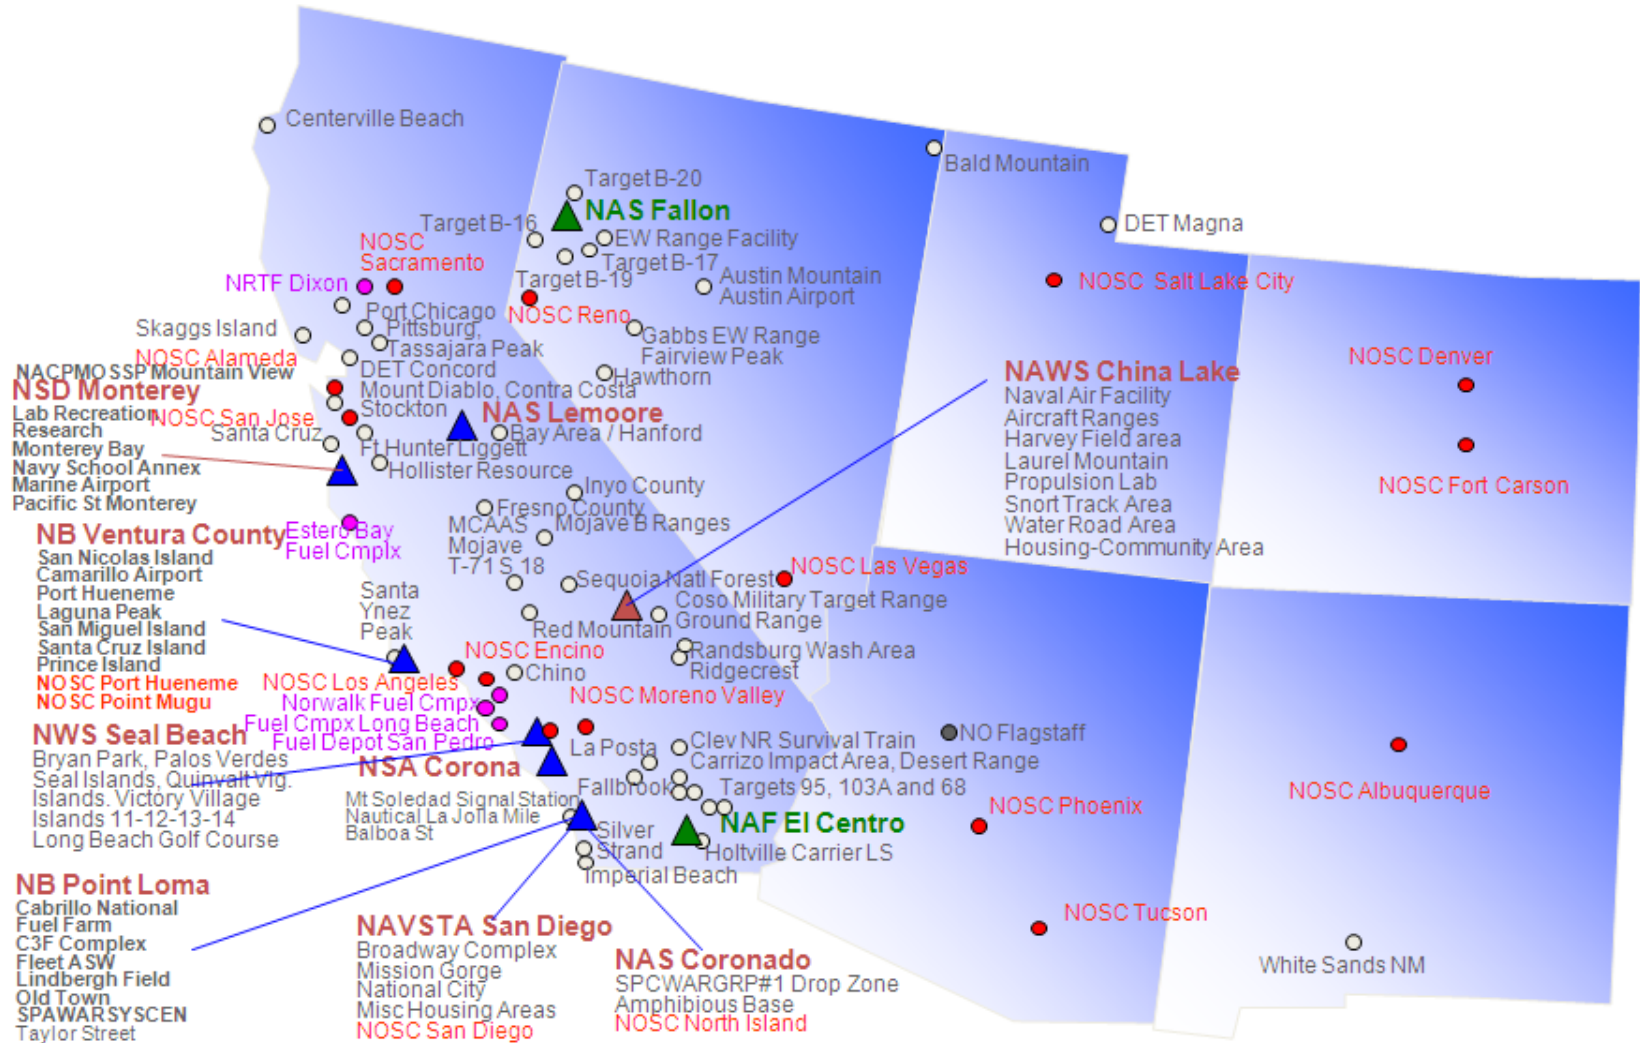 Centerville Beach
Bald Mountain
Target B-20
NAS Fallon
Target B-16
DET Magna
NOSC
Sacramento
EW Range Facility
Target B-17
Target B-19
Austin Mountain
Austin Airport
NRTF Dixon
NOSC Salt Lake City
Port Chicago
NOSC Reno
Skaggs Island
Pittsburg,
Tassajara Peak
Gabbs EW Range
Fairview Peak
NOSC Alameda
DET Concord
Hawthorn
NOSC Denver
NACPMO SSP Mountain View
NSD Monterey
Lab Recreation
Research
Monterey Bay
Navy School Annex
Marine Airport
Pacific St Monterey
Mount Diablo, Contra Costa
NOSC San Jose
Stockton
NAS Lemoore
Santa Cruz
Bay Area / Hanford
Ft Hunter Liggett
Hollister Resource
NAWS China Lake
Naval Air Facility
Aircraft Ranges
Harvey Field area
Laurel Mountain
Propulsion Lab
Snort Track Area
Water Road Area
Housing-Community Area
NOSC Fort Carson
Inyo County
Fresno County
MCAAS
Mojave
T-71 S 18
Mojave B Ranges
Estero Bay
Fuel Cmplx
NB Ventura County
San Nicolas Island
Camarillo Airport
Port Hueneme
Laguna Peak
San Miguel Island
Santa Cruz Island
Prince Island
NOSC Port Hueneme
NOSC Point Mugu
Santa
Ynez
Peak
Sequoia Natl Forest
NOSC Las Vegas
Coso Military Target Range
Ground Range
Red Mountain
Randsburg Wash Area
Ridgecrest
NOSC Encino
Chino
NOSC Los Angeles
NOSC Moreno Valley
Norwalk Fuel Cmpx
Fuel Cmpx Long Beach
Fuel Depot San Pedro
NWS Seal Beach
Bryan Park, Palos Verdes
Seal Islands, Quinvalt Vlg.
Islands. Victory Village
Islands 11-12-13-14
Long Beach Golf Course
NSA Corona
La Posta
Clev NR Survival Train
Carrizo Impact Area, Desert Range
Fallbrook
Targets 95, 103A and 68
NO Flagstaff
NOSC Albuquerque
NOSC Phoenix
Mt Soledad Signal Station
Nautical La Jolla Mile
Balboa St
NAF El Centro
Silver
Strand
Holtville Carrier LS
Imperial Beach
NB Point Loma
Cabrillo National
Fuel Farm
C3F Complex
Fleet ASW
Lindbergh Field
Old Town
SPAWARSYSCEN
Taylor Street
NAVSTA San Diego
Broadway Complex
Mission Gorge
National City
Misc Housing Areas
NOSC San Diego
NAS Coronado
SPCWARGRP#1 Drop Zone
Amphibious Base
NOSC North Island
NOSC Tucson
White Sands NM